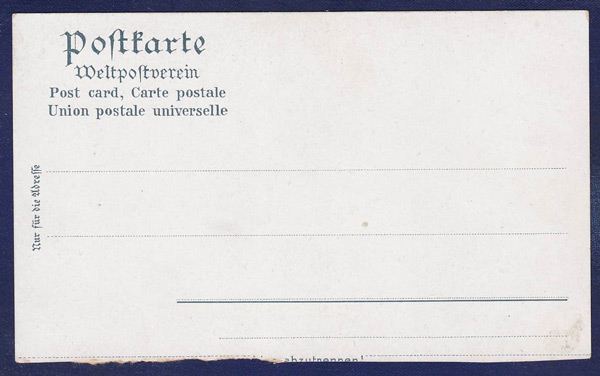 Poſtkarte
Weltpoſtverein
Post card, Carte postale
Union postale universelle
Nur für die Adreſſe
abzutrennen!